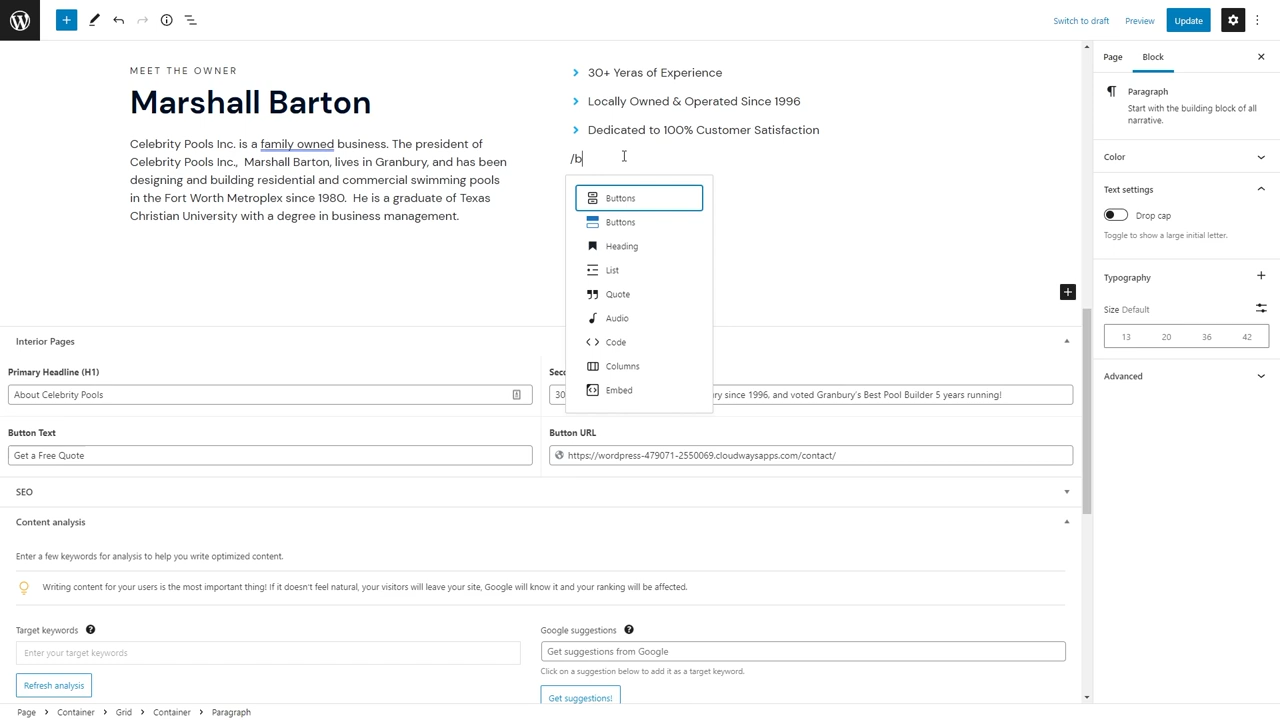 Switch to draft
Preview
Update
MEET THE OWNER
Marshall Barton
Celebrity Pools Inc. is a family owned business. The president of
Celebrity Pools Inc.,  Marshall Barton, lives in Granbury, and has been
designing and building residential and commercial swimming pools
in the Fort Worth Metroplex since 1980.  He is a graduate of Texas
Christian University with a degree in business management.
30+ Yeras of Experience
Locally Owned & Operated Since 1996
Dedicated to 100% Customer Satisfaction
/b
Buttons
Buttons
Heading
List
Quote
Audio
Code
Columns
Embed
Page
Block
Paragraph
Start with the building block of all
narrative.
Color
Text settings
Drop cap
Toggle to show a large initial letter.
Typography
Size Default
13 20 36 42
Advanced
Interior Pages
Primary Headline (H1)
About Celebrity Pools
Sec
30
ry since 1996, and voted Granbury's Best Pool Builder 5 years running!
Button Text
Get a Free Quote
Button URL
https://wordpress-479071-2550069.cloudwaysapps.com/contact/
SEO
Content analysis
Enter a few keywords for analysis to help you write optimized content.
Writing content for your users is the most important thing! If it doesn't feel natural, your visitors will leave your site, Google will know it and your ranking will be affected.
Target keywords
Enter your target keywords
Refresh analysis
Google suggestions
Get suggestions from Google
Click on a suggestion below to add it as a target keyword.
Get suggestions!
Page > Container > Grid > Container > Paragraph